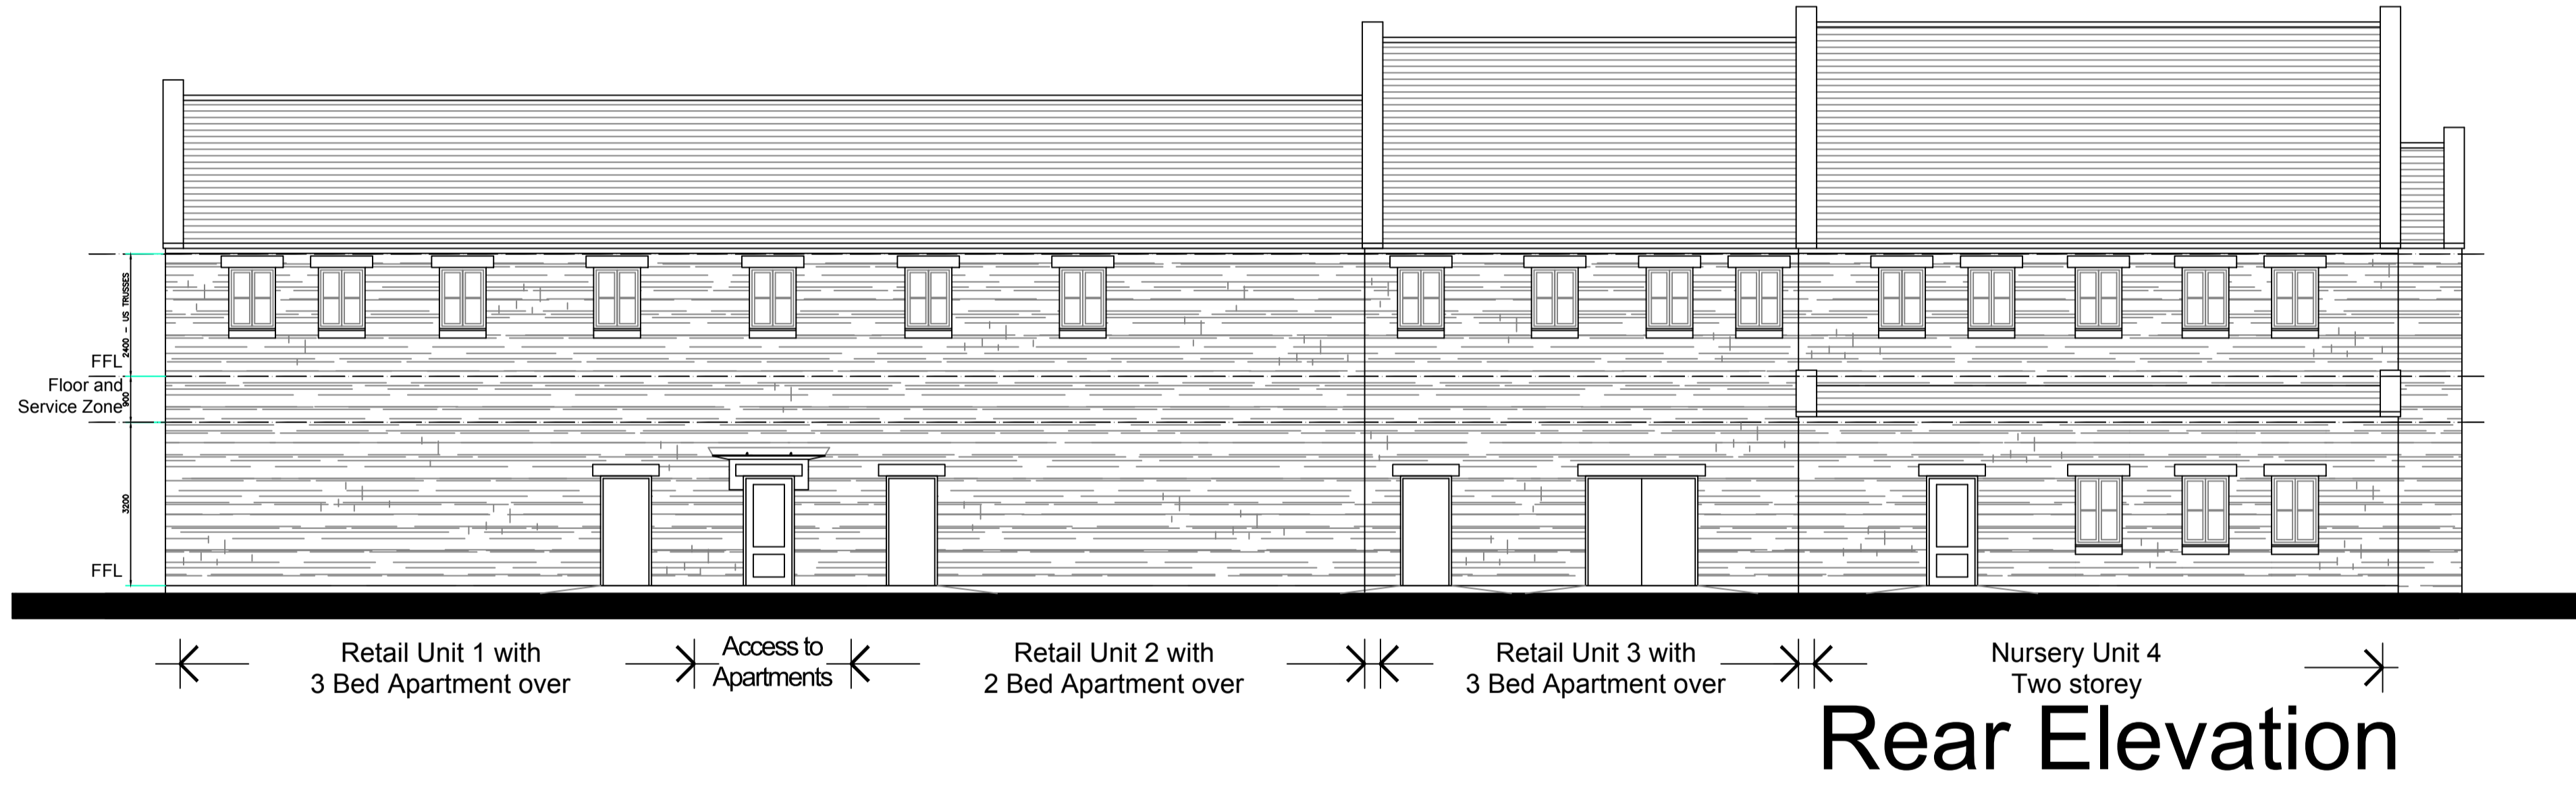 2400 - US TRUSSES
FFL
Floor and
Service Zone
900
3200
FFL
Retail Unit 1 with
3 Bed Apartment over
Access to
Apartments
Retail Unit 2 with
2 Bed Apartment over
Retail Unit 3 with
3 Bed Apartment over
Nursery Unit 4
Two storey
Rear Elevation